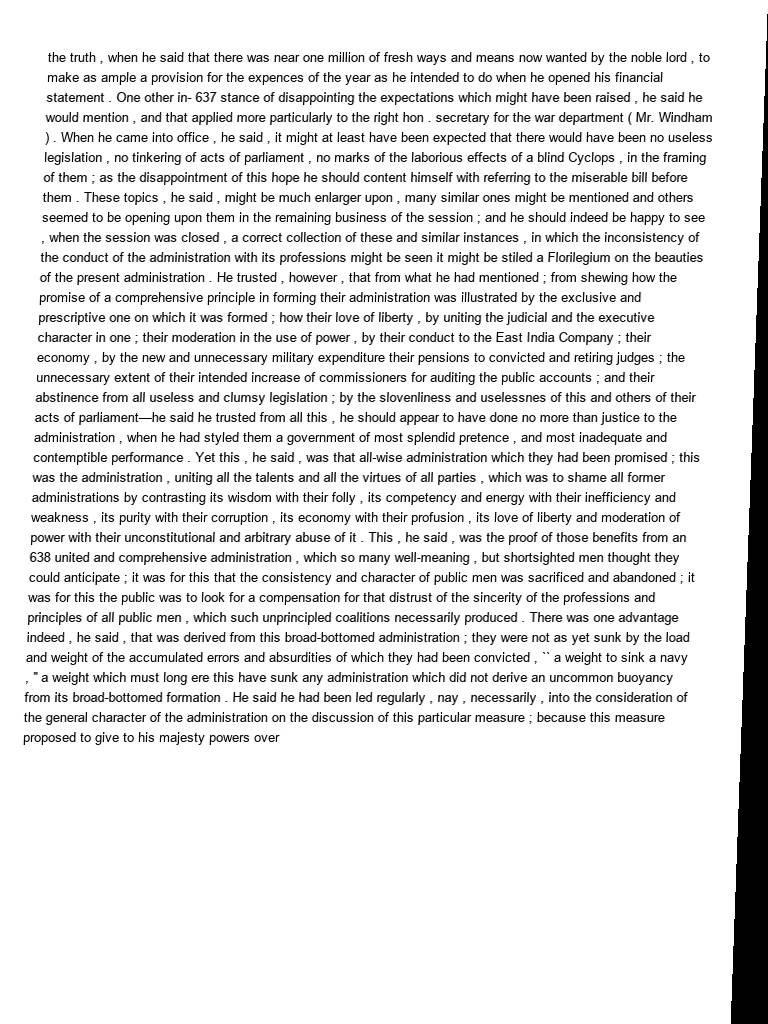 the truth , when he said that there was near one million of fresh ways and means now wanted by the noble lord , to
make as ample a provision for the expences of the year as he intended to do when he opened his financial
statement . One other in- 637 stance of disappointing the expectations which might have been raised , he said he
would mention , and that applied more particularly to the right hon . secretary for the war department ( Mr. Windham
) . When he came into office , he said , it might at least have been expected that there would have been no useless
legislation , no tinkering of acts of parliament , no marks of the laborious effects of a blind Cyclops , in the framing
of them ; as the disappointment of this hope he should content himself with referring to the miserable bill before
them . These topics , he said , might be much enlarger upon , many similar ones might be mentioned and others
seemed to be opening upon them in the remaining business of the session ; and he should indeed be happy to see
, when the session was closed , a correct collection of these and similar instances , in which the inconsistency of
the conduct of the administration with its professions might be seen it might be stiled a Florilegium on the beauties
of the present administration . He trusted , however , that from what he had mentioned ; from shewing how the
promise of a comprehensive principle in forming their administration was illustrated by the exclusive and
prescriptive one on which it was formed ; how their love of liberty , by uniting the judicial and the executive
character in one ; their moderation in the use of power , by their conduct to the East India Company ; their
economy , by the new and unnecessary military expenditure their pensions to convicted and retiring judges ; the
unnecessary extent of their intended increase of commissioners for auditing the public accounts ; and their
abstinence from all useless and clumsy legislation ; by the slovenliness and uselessnes of this and others of their
acts of parliament—he said he trusted from all this , he should appear to have done no more than justice to the
administration , when he had styled them a government of most splendid pretence , and most inadequate and
contemptible performance . Yet this , he said , was that all-wise administration which they had been promised ; this
was the administration , uniting all the talents and all the virtues of all parties , which was to shame all former
administrations by contrasting its wisdom with their folly , its competency and energy with their inefficiency and
weakness , its purity with their corruption , its economy with their profusion , its love of liberty and moderation of
power with their unconstitutional and arbitrary abuse of it . This , he said , was the proof of those benefits from an
638 united and comprehensive administration , which so many well-meaning , but shortsighted men thought they
could anticipate ; it was for this that the consistency and character of public men was sacrificed and abandoned ; it
was for this the public was to look for a compensation for that distrust of the sincerity of the professions and
principles of all public men , which such unprincipled coalitions necessarily produced . There was one advantage
indeed , he said , that was derived from this broad-bottomed administration ; they were not as yet sunk by the load
and weight of the accumulated errors and absurdities of which they had been convicted , `` a weight to sink a navy
, '' a weight which must long ere this have sunk any administration which did not derive an uncommon buoyancy
from its broad-bottomed formation . He said he had been led regularly , nay , necessarily , into the consideration of
the general character of the administration on the discussion of this particular measure ; because this measure
proposed to give to his majesty powers over